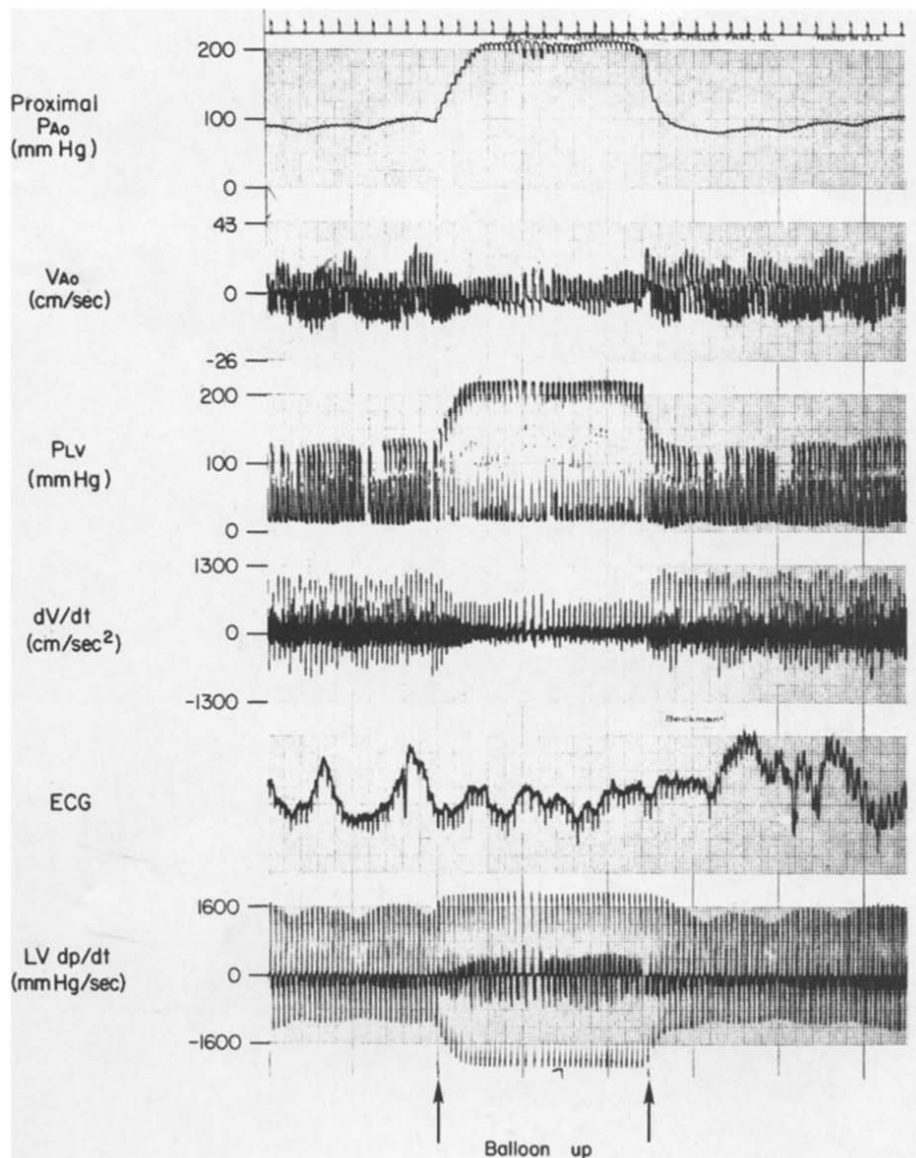 200
Proximal
PAo
(mm Hg)
100
0
43
VAo
(cm/sec)
0
-26
200
PLV
(mm Hg)
100
0
1300
dV/dt
(cm/sec²)
0
-1300
Beckman
ECG
1600
LV dp/dt
(mm Hg/sec)
0
-1600
Balloon up